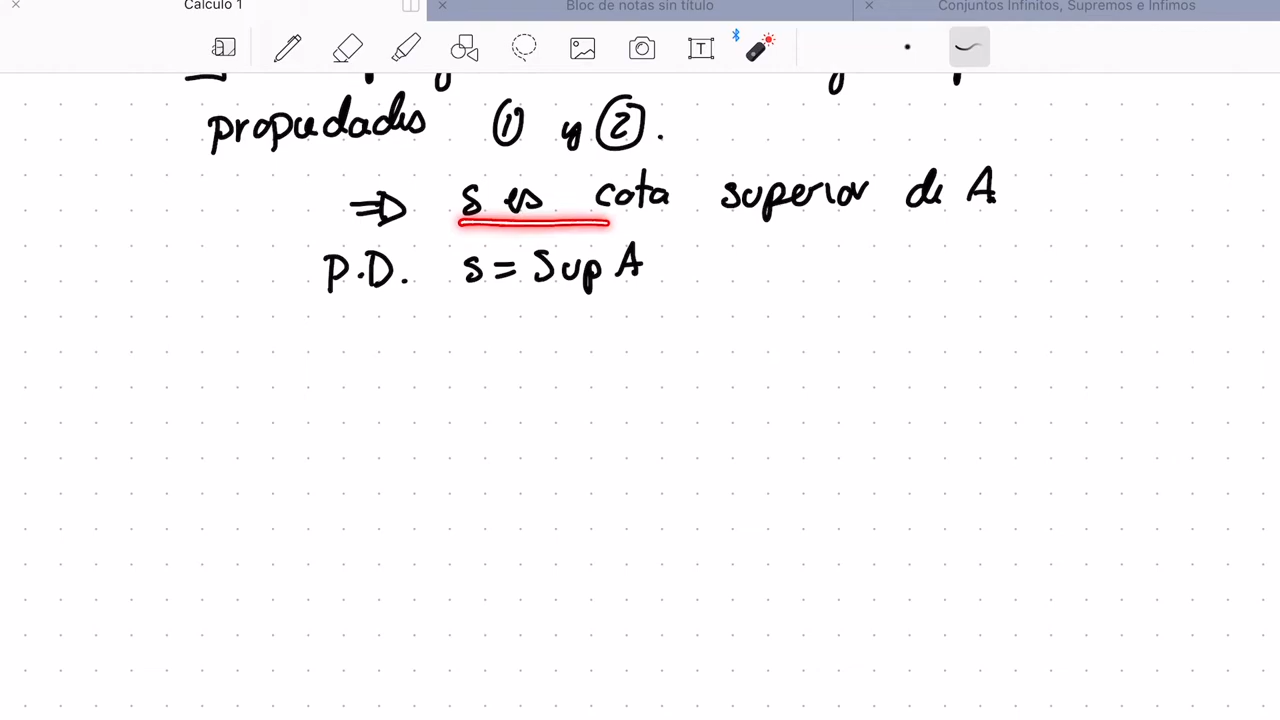 Calculo 1
Bloc de notas sin título
Conjuntos Infinitos, Supremos e Infimos
T
propiedades ① y ②.
⇒ s es cota superior de A
P.D. s = Sup A